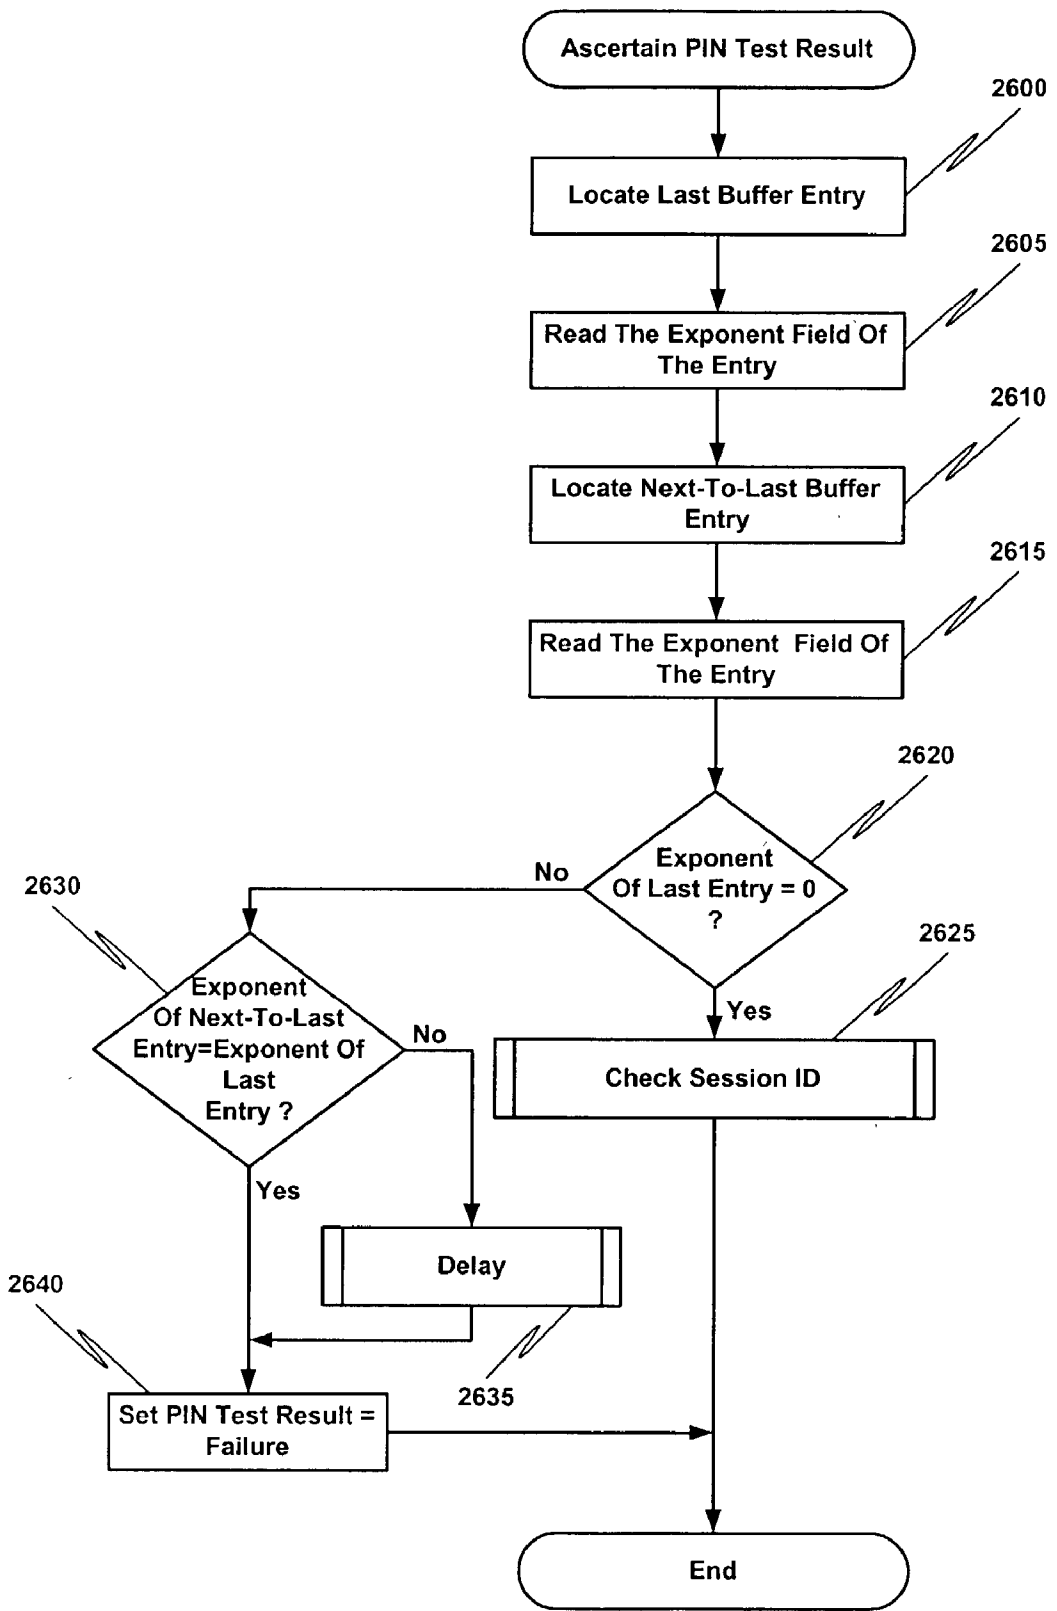 Ascertain PIN Test Result
2600
Locate Last Buffer Entry
2605
Read The Exponent Field Of
The Entry
2610
Locate Next-To-Last Buffer
Entry
2615
Read The Exponent Field Of
The Entry
2620
Exponent
Of Last Entry = 0
?
No
2630
2625
Yes
Exponent
Of Next-To-Last
Entry=Exponent Of
Last
Entry ?
No
Check Session ID
Yes
Delay
2640
2635
Set PIN Test Result =
Failure
End